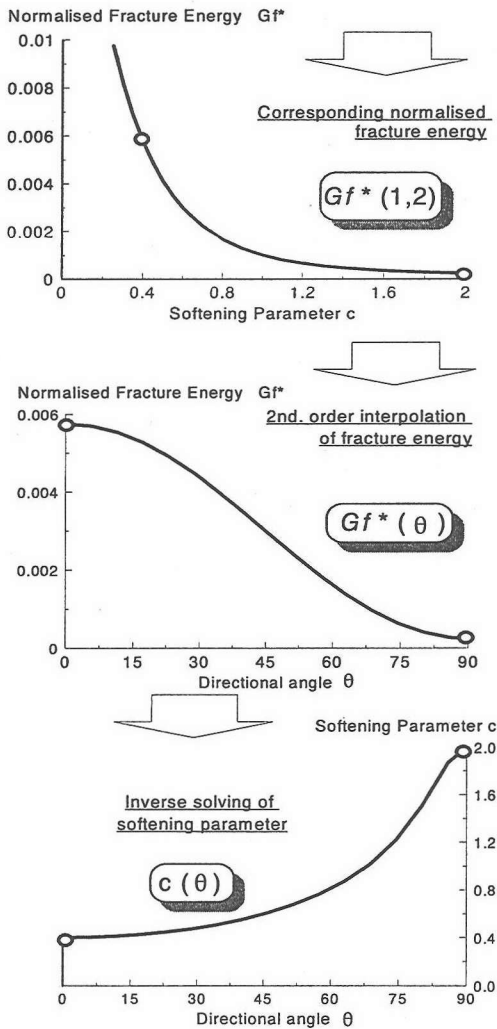 Normalised Fracture Energy Gf*
0.01
0.008
0.006
0.004
0.002
0
0 0.4 0.8 1.2 1.6 2
Softening Parameter c
Corresponding normalised
fracture energy
Gf * (1,2)
Normalised Fracture Energy Gf*
0.006
0.004
0.002
0
0 15 30 45 60 75 90
Directional angle θ
2nd. order interpolation
of fracture energy
Gf * (θ)
Softening Parameter c
2.0
1.6
1.2
0.8
0.4
0.0
0 15 30 45 60 75 90
Directional angle θ
Inverse solving of
softening parameter
c (θ)